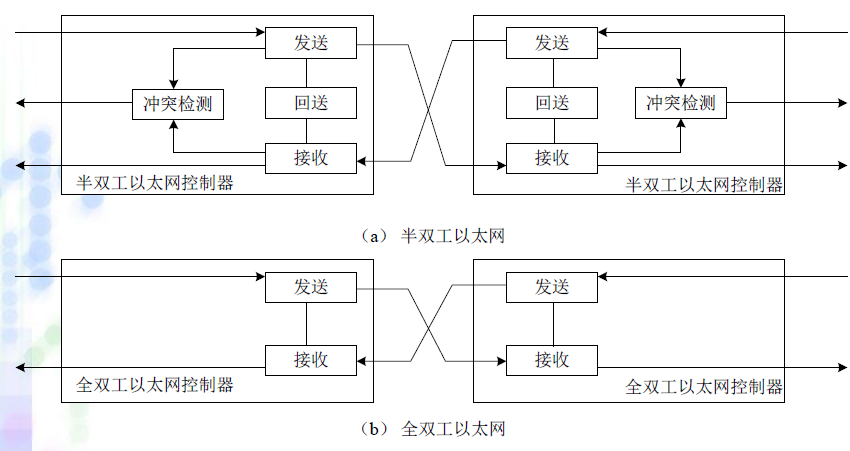 发送
发送
冲突检测
回送
回送
冲突检测
接收
接收
半双工以太网控制器
半双工以太网控制器
（a） 半双工以太网
发送
发送
接收
接收
全双工以太网控制器
全双工以太网控制器
（b） 全双工以太网